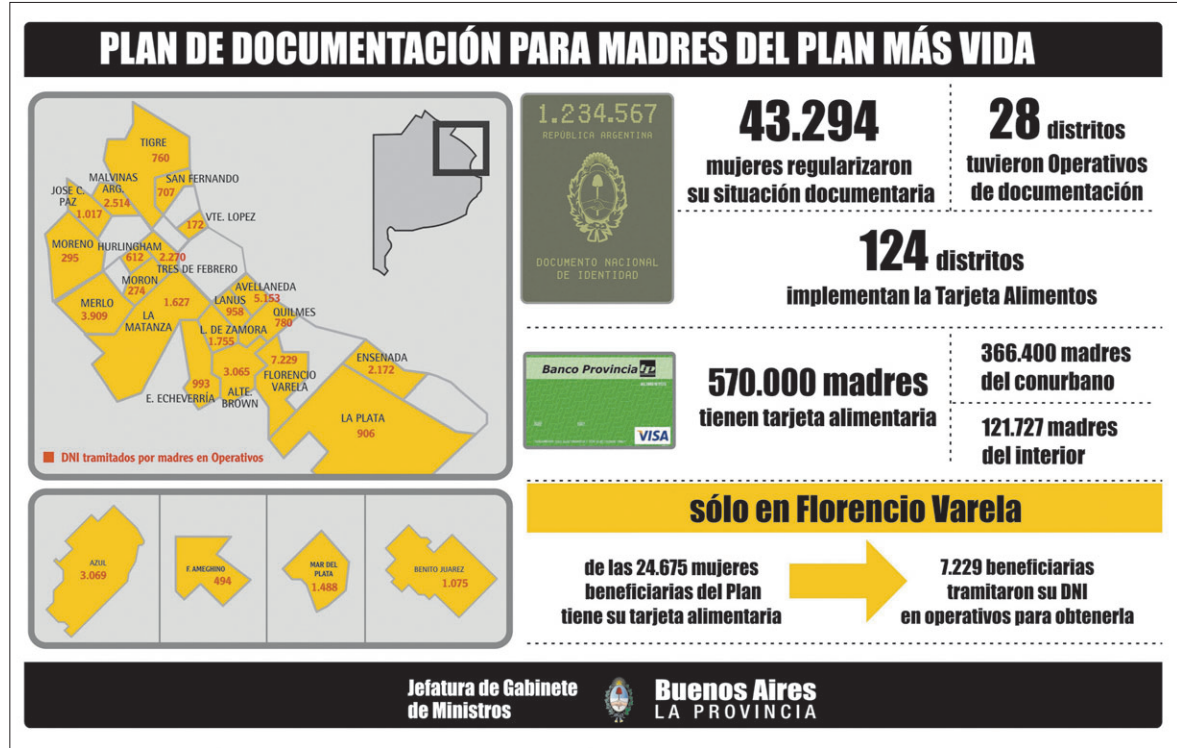 PLAN DE DOCUMENTACIÓN PARA MADRES DEL PLAN MÁS VIDA
TIGRE
760
MALVINAS
ARG.
2.514
SAN FERNANDO
707
JOSE C.
PAZ
1.017
VTE. LOPEZ
172
MORENO
295
HURLINGHAM
612
2.270
TRES DE FEBRERO
MORON
274
MERLO
3.909
1.627
LA
MATANZA
AVELLANEDA
5.153
LANUS
958
QUILMES
780
L. DE ZAMORA
1.755
7.229
FLORENCIO
VARELA
ENSENADA
2.172
3.065
ALTE.
BROWN
993
E. ECHEVERRÍA
LA PLATA
906
DNI tramitados por madres en Operativos
AZUL
3.069
F. AMEGHINO
494
MAR DEL
PLATA
1.488
BENITO JUAREZ
1.075
1.234.567
REPÚBLICA ARGENTINA
DOCUMENTO NACIONAL
DE IDENTIDAD
43.294
mujeres regularizaron
su situación documentaria
28 distritos
tuvieron Operativos
de documentación
124 distritos
implementan la Tarjeta Alimentos
Banco Provincia
VISA
570.000 madres
tienen tarjeta alimentaria
366.400 madres
del conurbano
121.727 madres
del interior
sólo en Florencio Varela
de las 24.675 mujeres
beneficiarias del Plan
tiene su tarjeta alimentaria
7.229 beneficiarias
tramitaron su DNI
en operativos para obtenerla
Jefatura de Gabinete
de Ministros
Buenos Aires
LA PROVINCIA